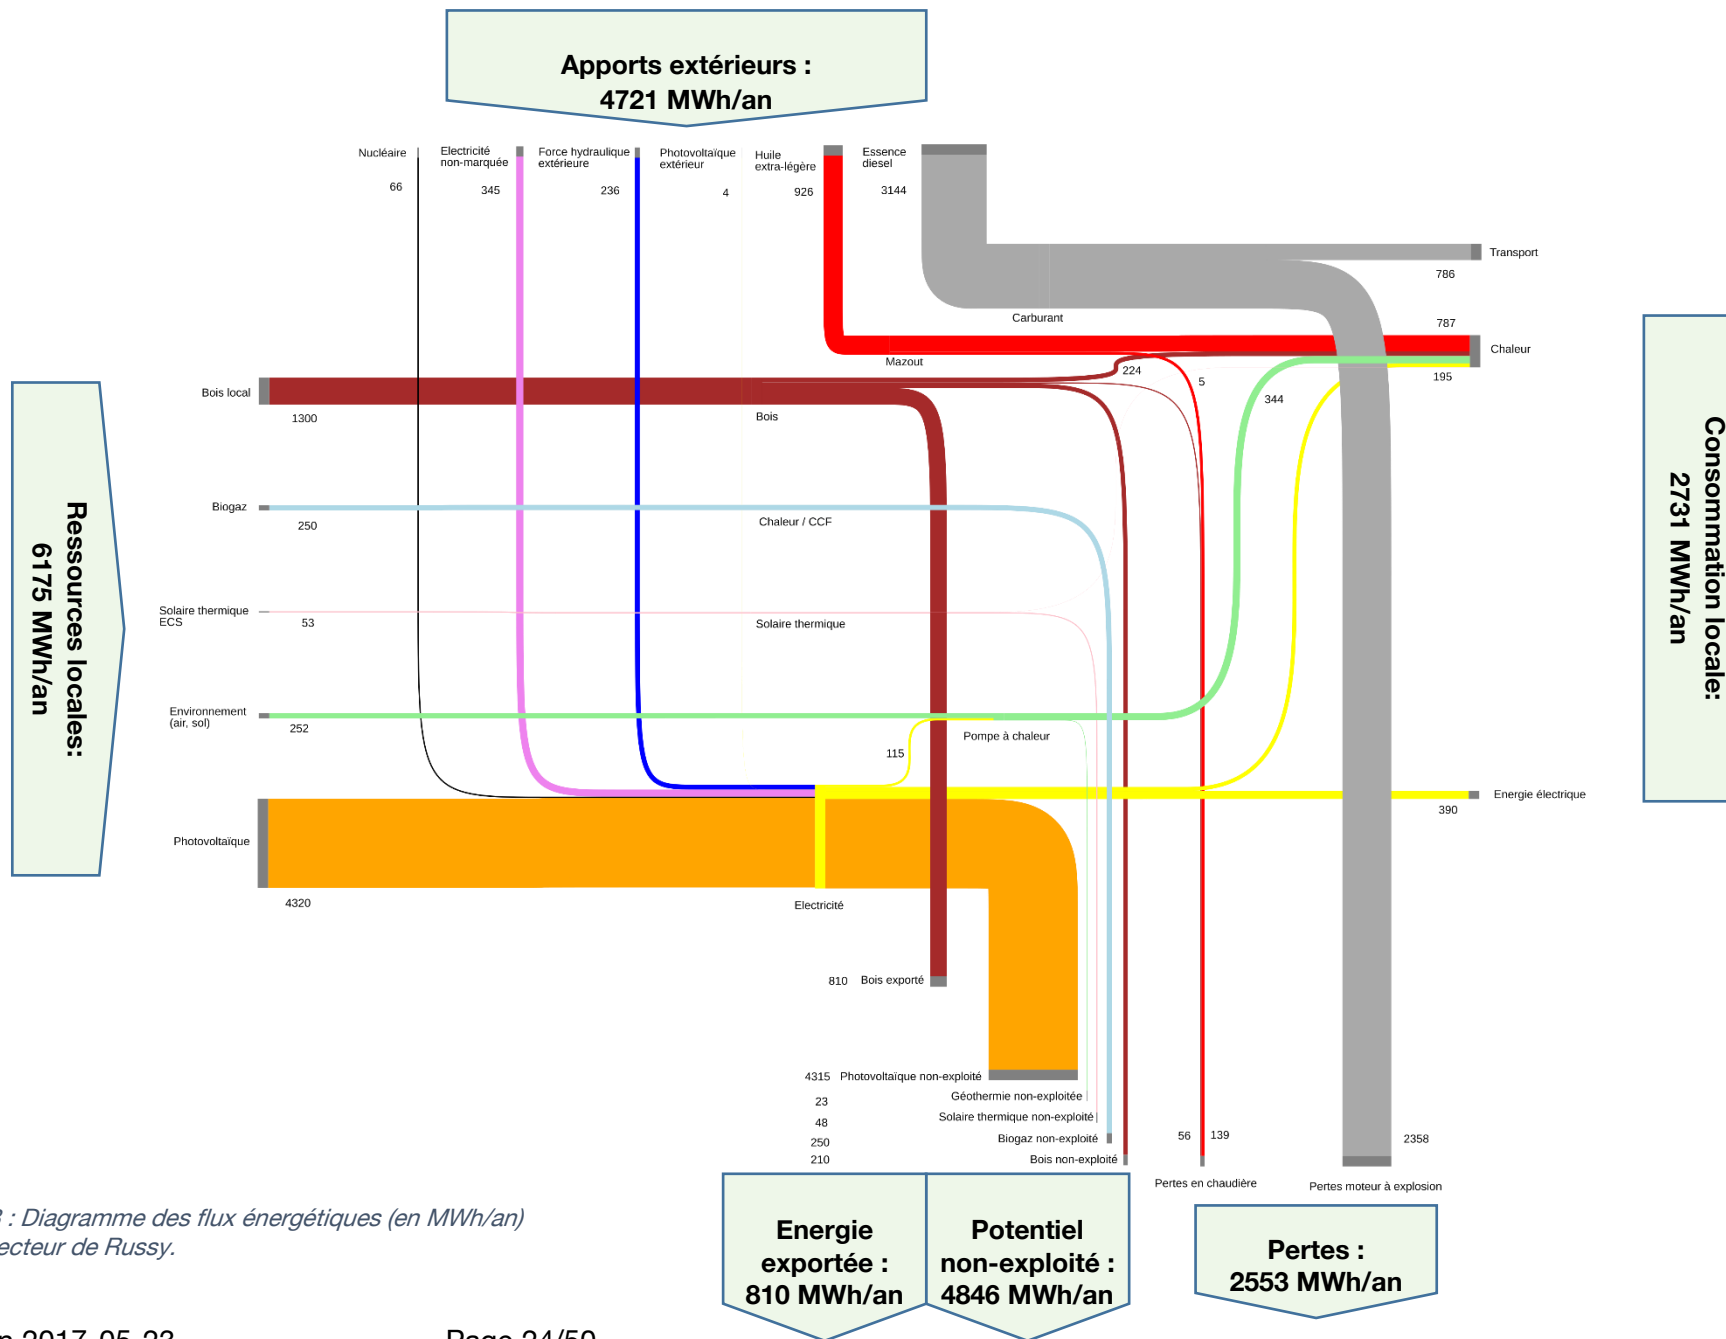 Apports extérieurs :
4721 MWh/an
Nucléaire
66
Electricité
non-marquée
345
Force hydraulique
extérieure
236
Photovoltaïque
extérieur
4
Huile
extra-légère
926
Essence
diesel
3144
Transport
786
Carburant
787
Chaleur
195
Mazout
224
5
344
Bois local
1300
Bois
Biogaz
250
Chaleur / CCF
Solaire thermique
ECS
53
Solaire thermique
Environnement
(air, sol)
252
Pompe à chaleur
115
Energie électrique
390
Photovoltaïque
4320
Electricité
810 Bois exporté
4315 Photovoltaïque non-exploité
23
Géothermie non-exploitée
48
Solaire thermique non-exploité
250
Biogaz non-exploité
210
Bois non-exploité
56 139
Pertes en chaudière
2358
Pertes moteur à explosion
Ressources locales:
6175 MWh/an
Consommation locale:
2731 MWh/an
Energie
exportée :
810 MWh/an
Potentiel
non-exploité :
4846 MWh/an
Pertes :
2553 MWh/an
: Diagramme des flux énergétiques (en MWh/an)
ecteur de Russy.
2017-05-23
Page 24/50